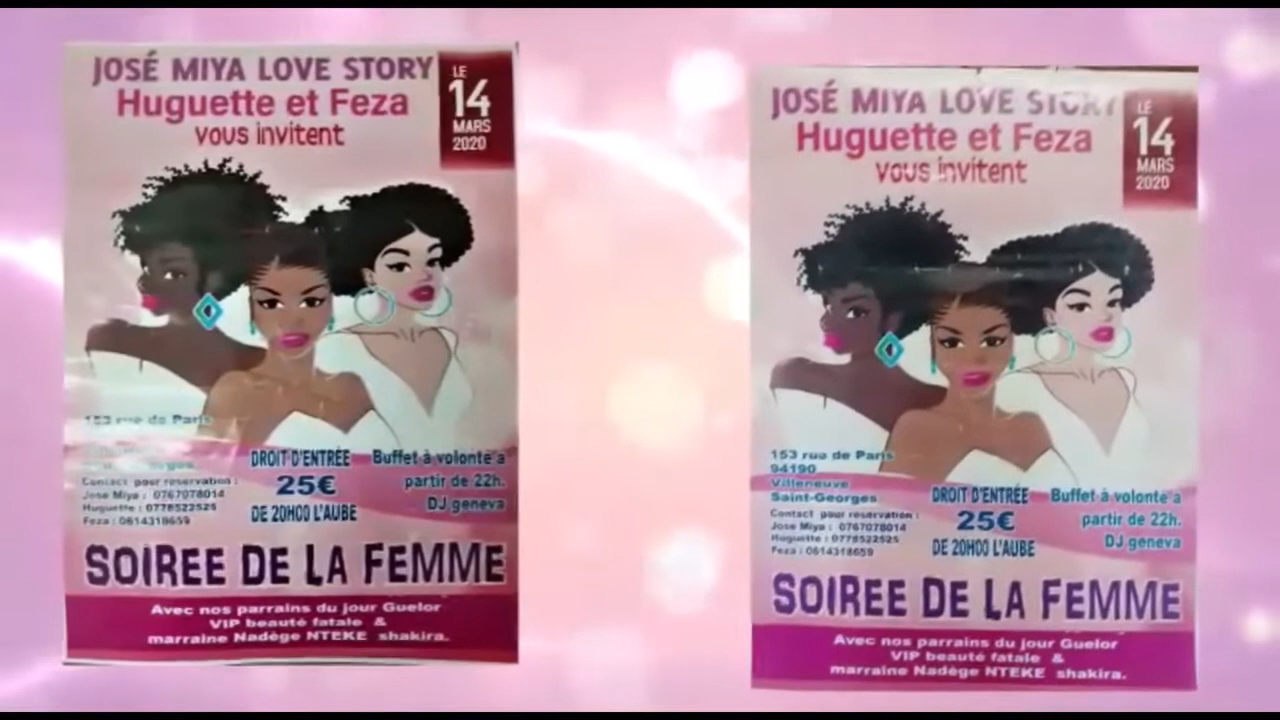 JOSÉ MIYA LOVE STORY
Huguette et Feza
vous invitent
LE
14
MARS
2020
153 rue de Paris
Contact pour reservation :
Jose Miya : 0767078014
Huguette : 0778522525
Feza : 0614318659
DROIT D'ENTRÉE
25€
DE 20H00 L'AUBE
Buffet à volonte a
partir de 22h.
DJ geneva
SOIREE DE LA FEMME
Avec nos parrains du jour Guelor
VIP beauté fatale &
marraine Nadège NTEKE shakira.
JOSÉ MIYA LOVE STORY
Huguette et Feza
vous invitent
LE
14
MARS
2020
153 rue de Paris
94190
Villeneuve
Saint-Georges
Contact pour reservation :
Jose Miya : 0767078014
Huguette : 0778522525
Feza : 0614318659
DROIT D'ENTRÉE
25€
DE 20H00 L'AUBE
Buffet à volonte a
partir de 22h.
DJ geneva
SOIREE DE LA FEMME
Avec nos parrains du jour Guelor
VIP beauté fatale &
marraine Nadège NTEKE shakira.